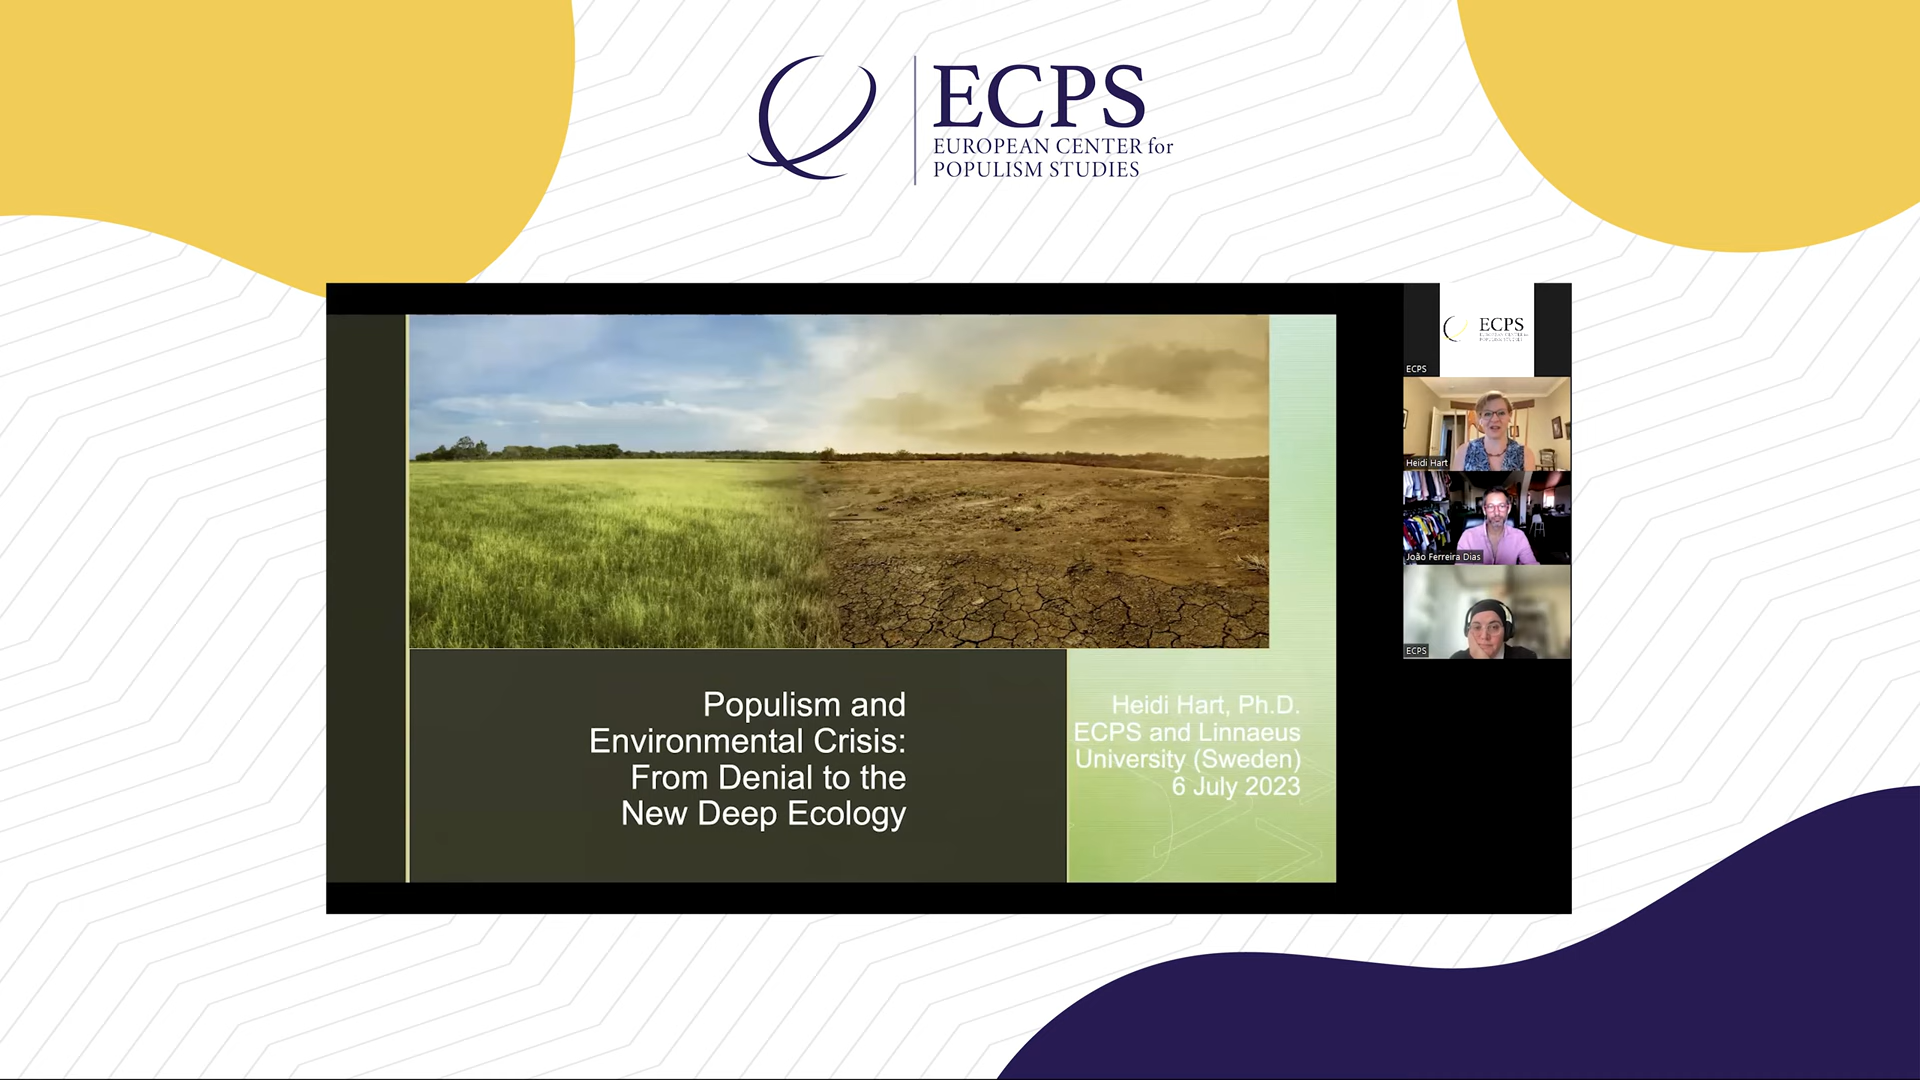 ECPS
EUROPEAN CENTER for
POPULISM STUDIES
Populism and
Environmental Crisis:
From Denial to the
New Deep Ecology
Heidi Hart, Ph.D.
ECPS and Linnaeus
University (Sweden)
6 July 2023
ECPS
ECPS
Heidi Hart
João Ferreira Dias
ECPS